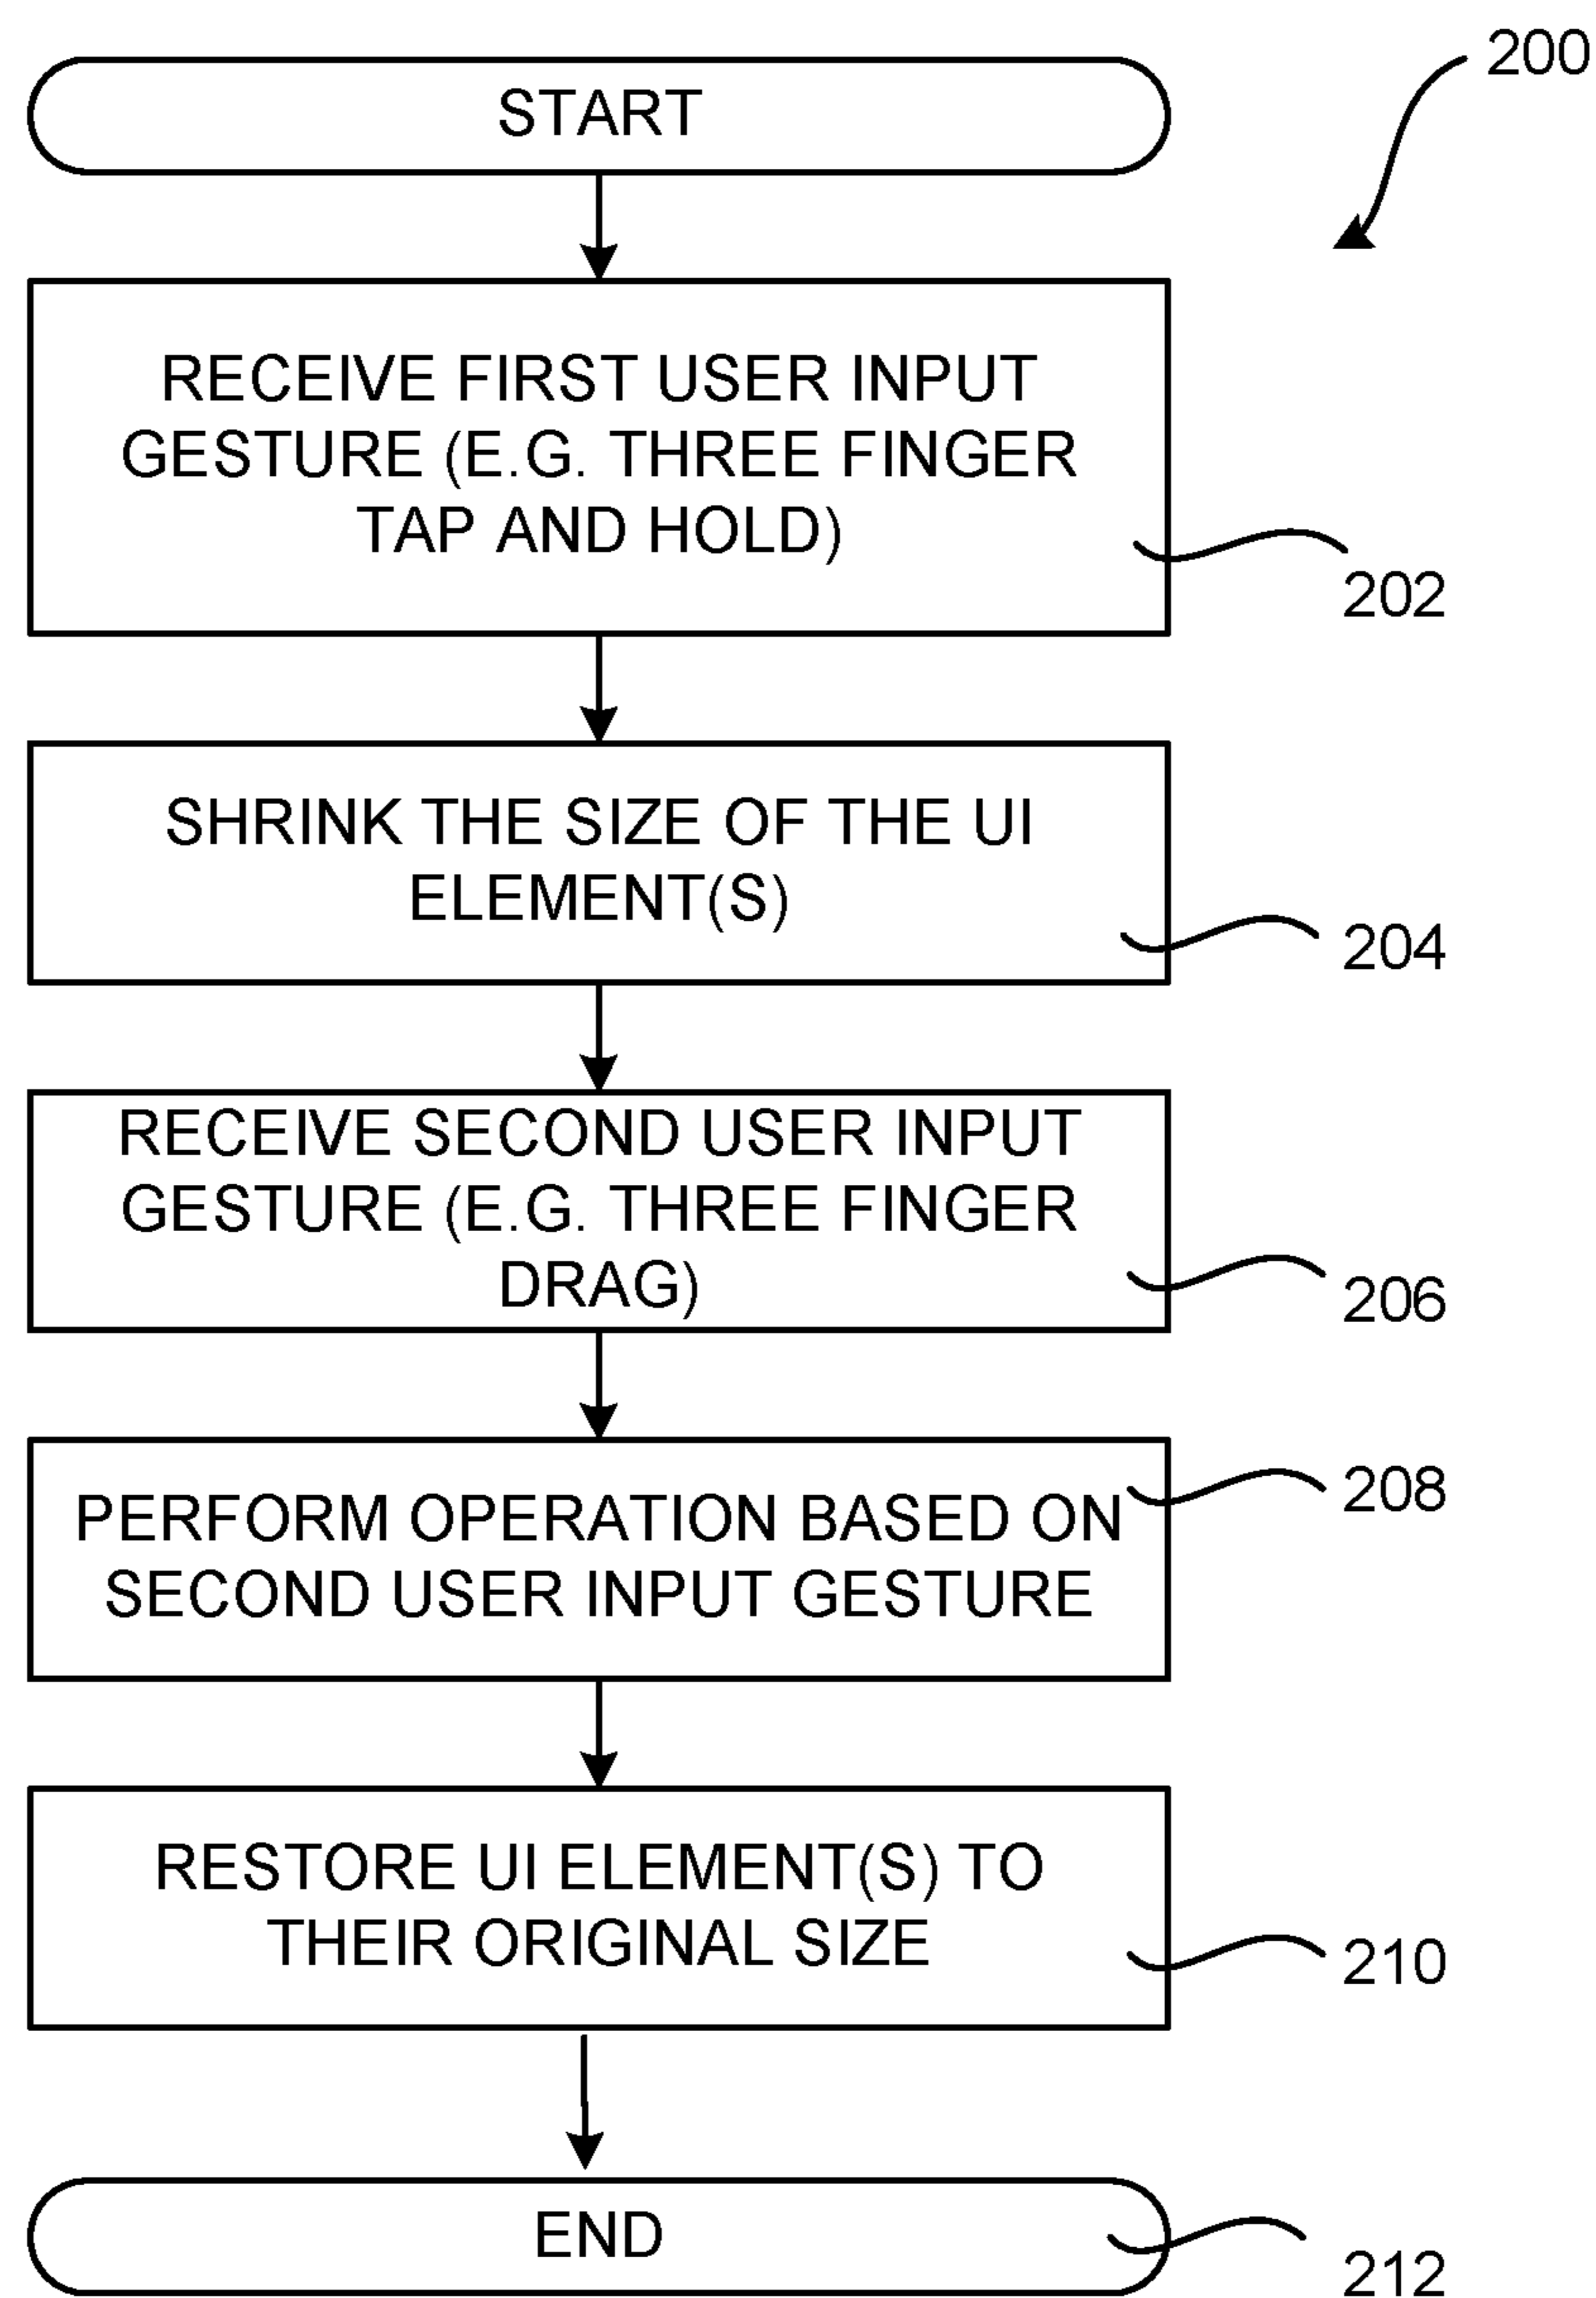 200
START
RECEIVE FIRST USER INPUT
GESTURE (E.G. THREE FINGER
TAP AND HOLD)
202
SHRINK THE SIZE OF THE UI
ELEMENT(S)
204
RECEIVE SECOND USER INPUT
GESTURE (E.G. THREE FINGER
DRAG)
206
208
PERFORM OPERATION BASED ON
SECOND USER INPUT GESTURE
RESTORE UI ELEMENT(S) TO
THEIR ORIGINAL SIZE
210
END
212